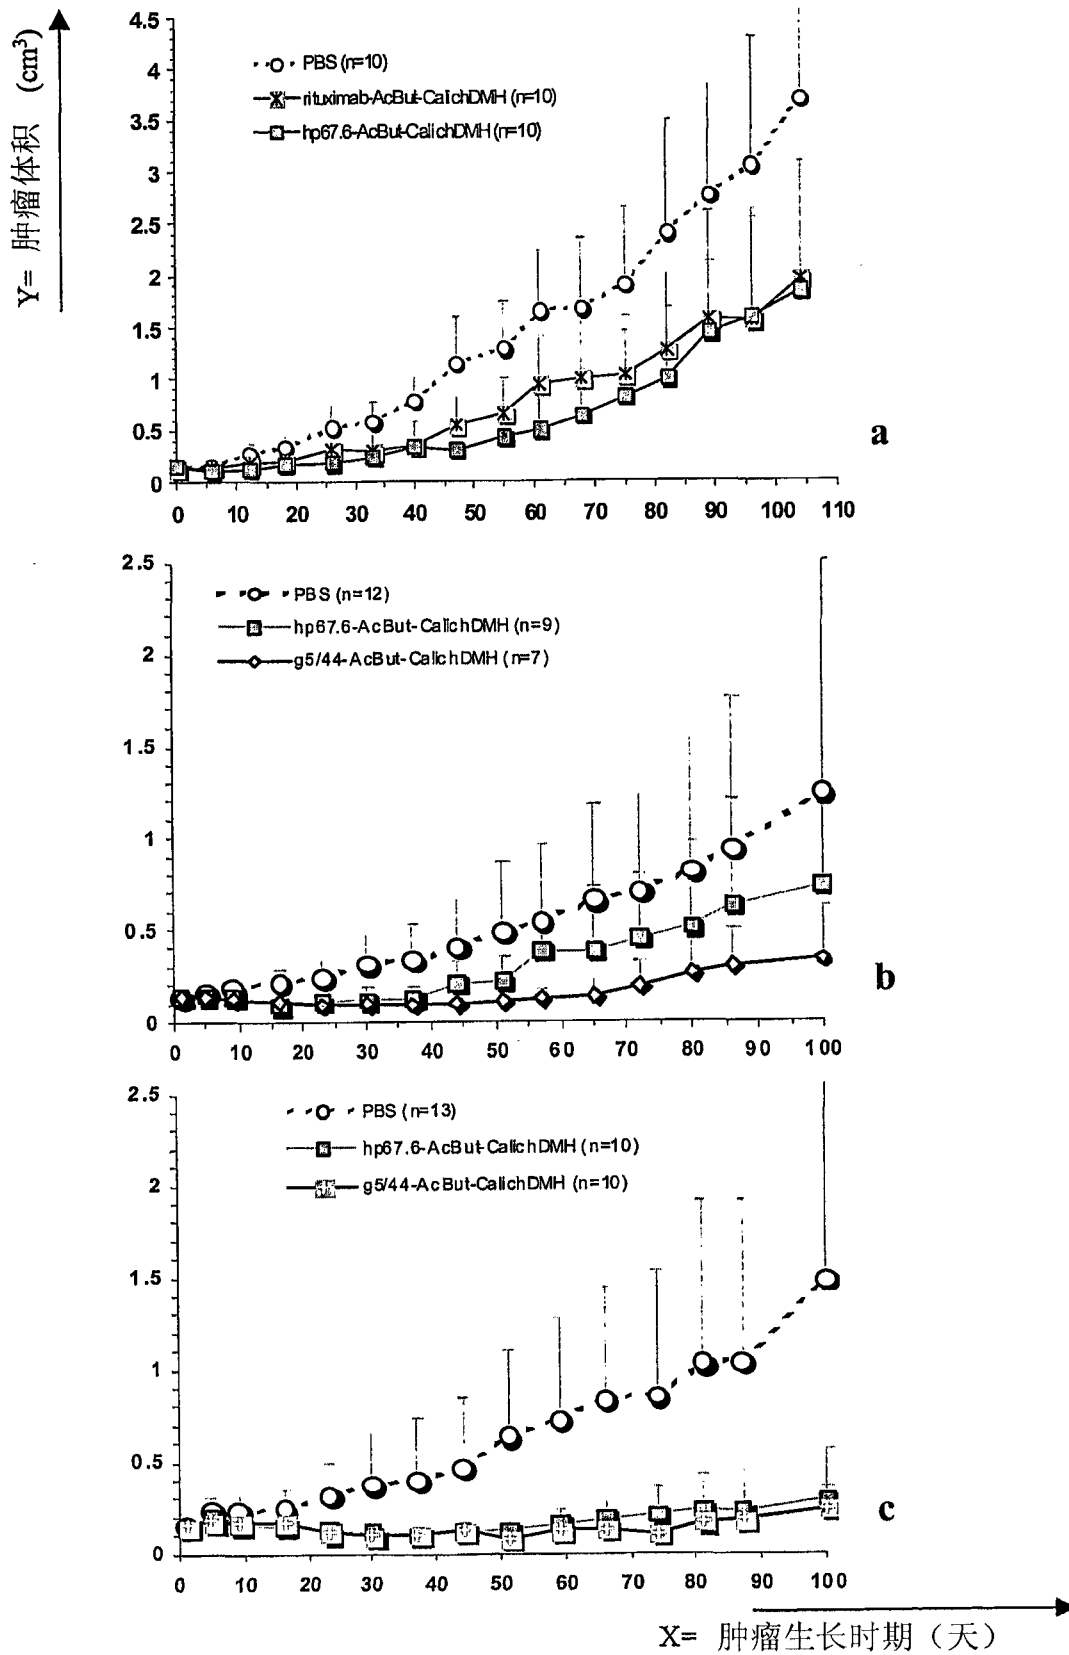 Y= 肿瘤体积 (cm³)
4.5
4
3.5
3
2.5
2
1.5
1
0.5
0
PBS (n=10)
rituximab-AcBut-CalichDMH (n=10)
hp67.6-AcBut-CalichDMH (n=10)
a
0 10 20 30 40 50 60 70 80 90 100 110
2.5
2
1.5
1
0.5
0
PBS (n=12)
hp67.6-AcBut-CalichDMH (n=9)
g5/44-AcBut-CalichDMH (n=7)
b
0 10 20 30 40 50 60 70 80 90 100
2.5
2
1.5
1
0.5
0
PBS (n=13)
hp67.6-AcBut-CalichDMH (n=10)
g5/44-AcBut-CalichDMH (n=10)
c
0 10 20 30 40 50 60 70 80 90 100
X= 肿瘤生长时期（天）